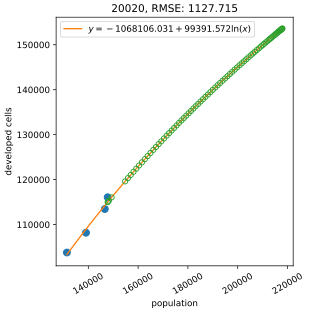 20020, RMSE: 1127.715
y = −1068106.031 + 99391.572ln(x)
150000
140000
130000
120000
110000
developed cells
140000
160000
180000
200000
220000
population